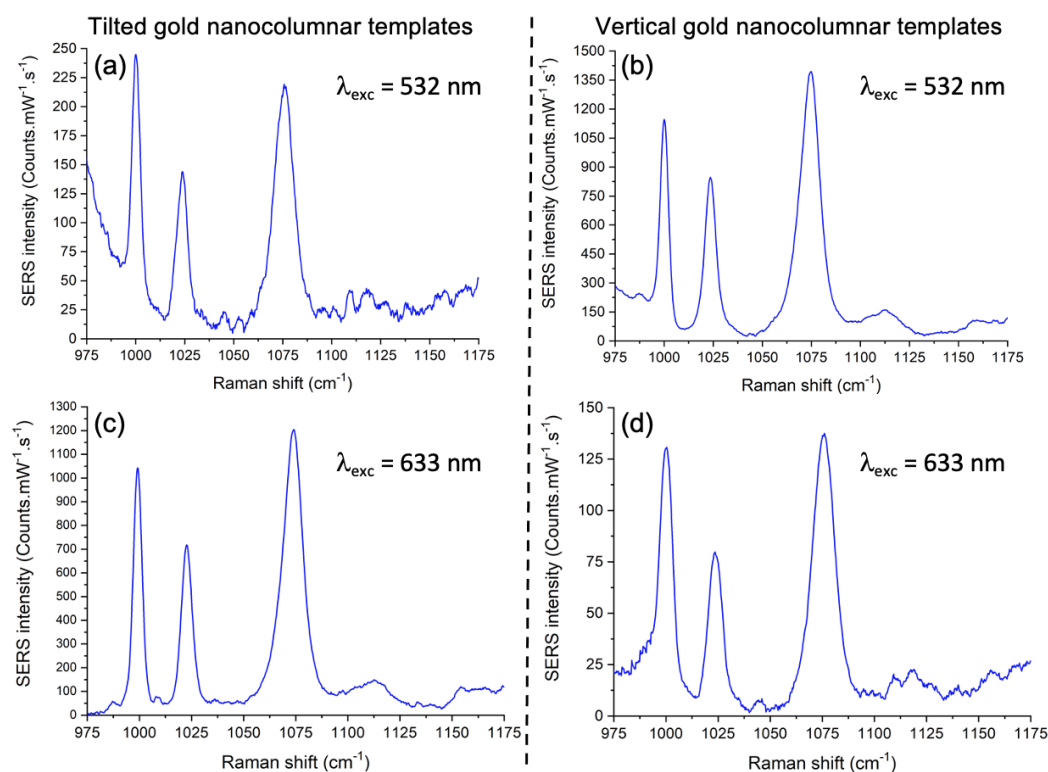 Tilted gold nanocolumnar templates
Vertical gold nanocolumnar templates
(a)
λexc = 532 nm
SERS intensity (Counts.mW⁻¹.s⁻¹)
250
225
200
175
150
125
100
75
50
25
0
975 1000 1025 1050 1075 1100 1125 1150 1175
Raman shift (cm⁻¹)
(b)
λexc = 532 nm
SERS intensity (Counts.mW⁻¹.s⁻¹)
1500
1350
1200
1050
900
750
600
450
300
150
0
975 1000 1025 1050 1075 1100 1125 1150 1175
Raman shift (cm⁻¹)
(c)
λexc = 633 nm
SERS intensity (Counts.mW⁻¹.s⁻¹)
1300
1200
1100
1000
900
800
700
600
500
400
300
200
100
0
975 1000 1025 1050 1075 1100 1125 1150 1175
Raman shift (cm⁻¹)
(d)
λexc = 633 nm
SERS intensity (Counts.mW⁻¹.s⁻¹)
150
125
100
75
50
25
0
975 1000 1025 1050 1075 1100 1125 1150 1175
Raman shift (cm⁻¹)